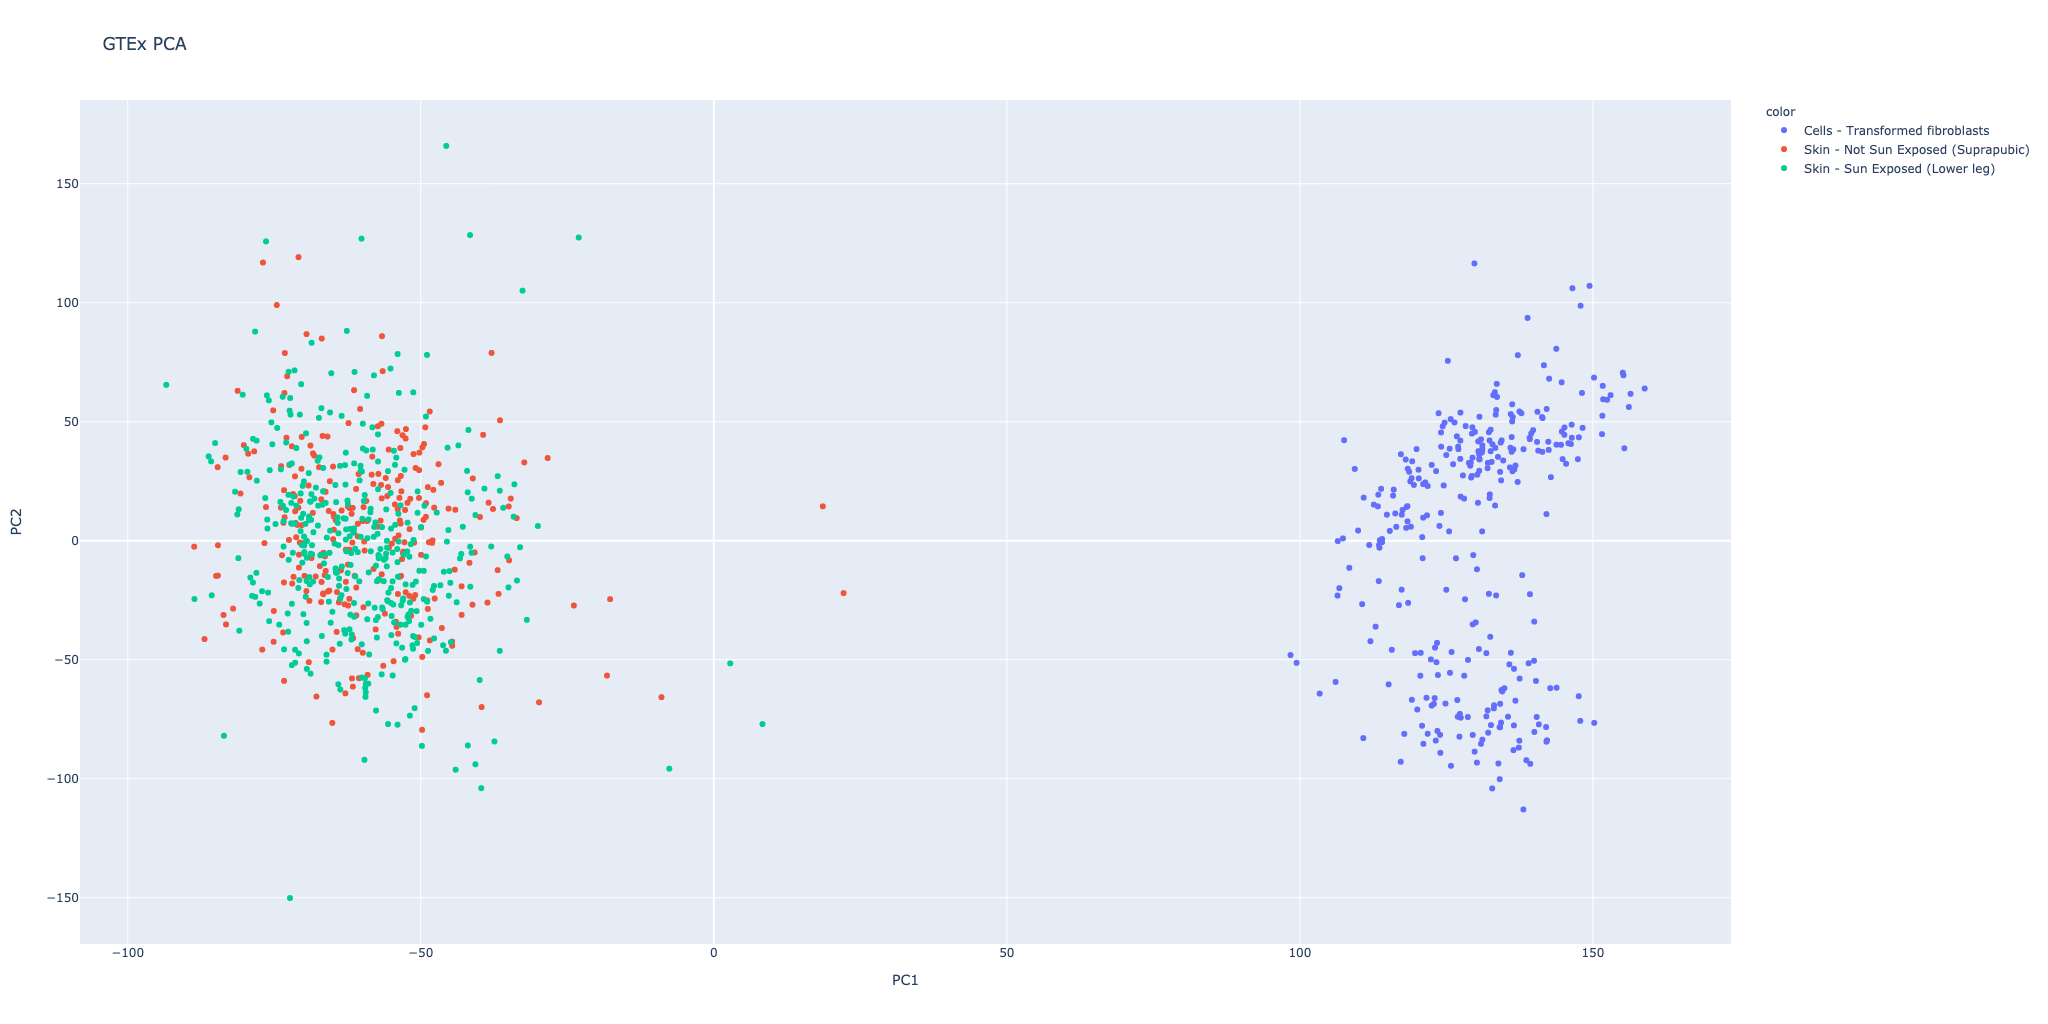 GTEx PCA
color
Cells - Transformed fibroblasts
Skin - Not Sun Exposed (Suprapubic)
Skin - Sun Exposed (Lower leg)
PC2
150
100
50
0
−50
−100
−150
−100
−50
0
50
100
150
PC1